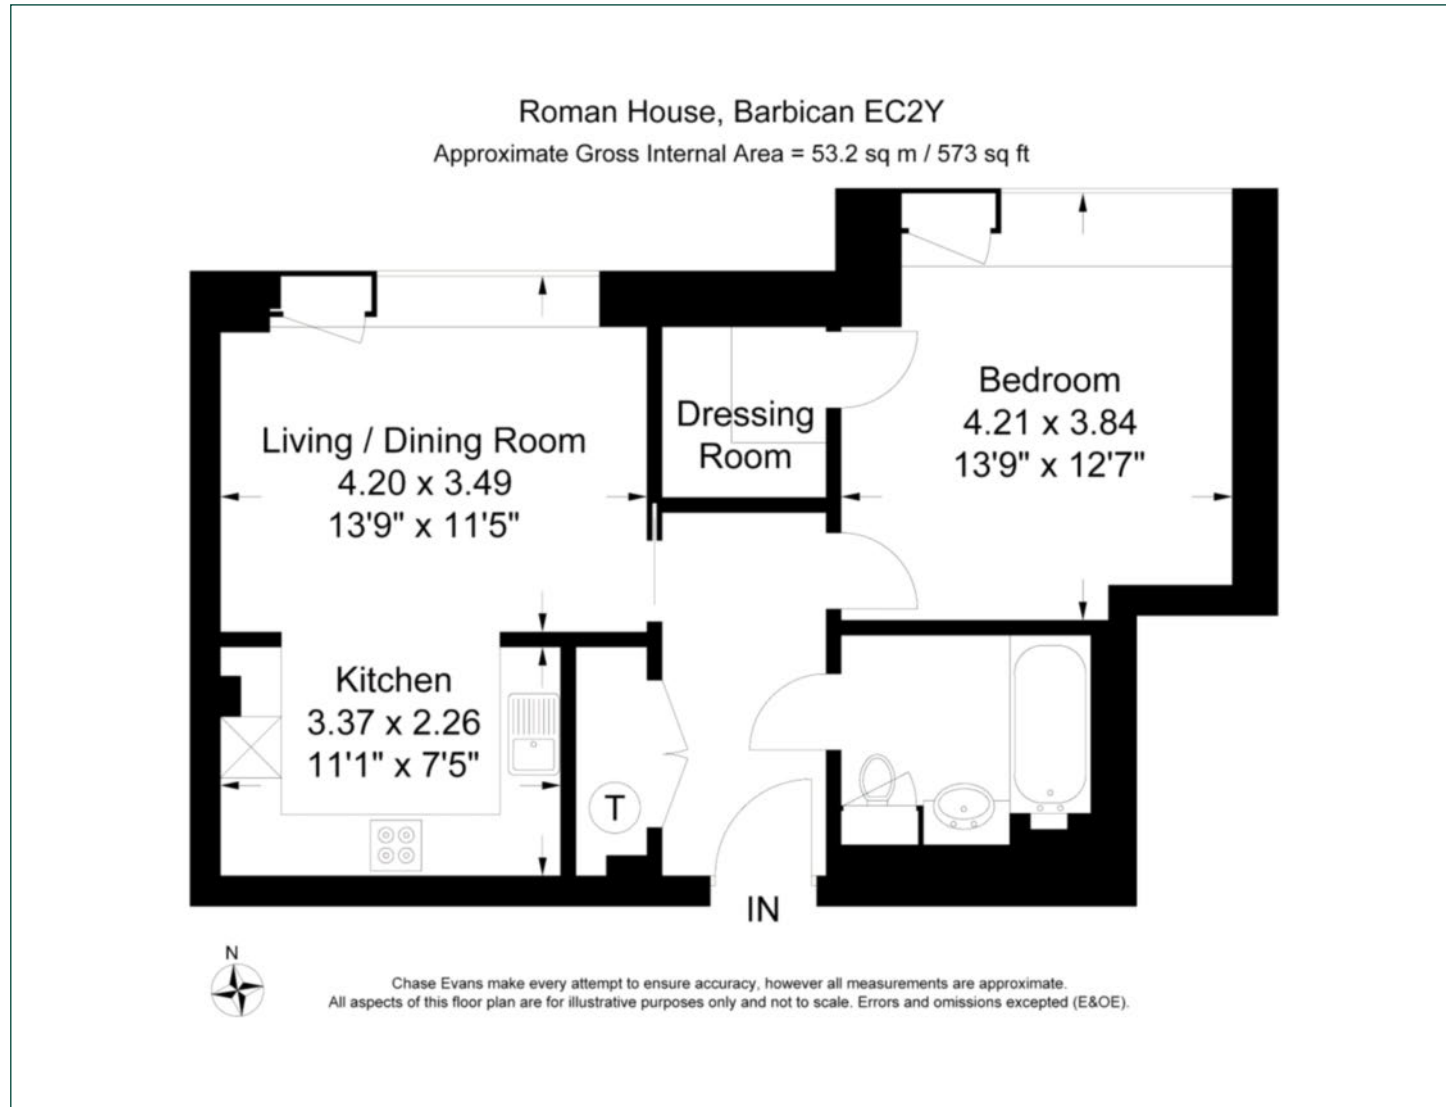 Roman House, Barbican EC2Y
Approximate Gross Internal Area = 53.2 sq m / 573 sq ft
Living / Dining Room
4.20 x 3.49
13'9" x 11'5"
Dressing
Room
Bedroom
4.21 x 3.84
13'9" x 12'7"
Kitchen
3.37 x 2.26
11'1" x 7'5"
T
IN
N
Chase Evans make every attempt to ensure accuracy, however all measurements are approximate.
All aspects of this floor plan are for illustrative purposes only and not to scale. Errors and omissions excepted (E&OE).